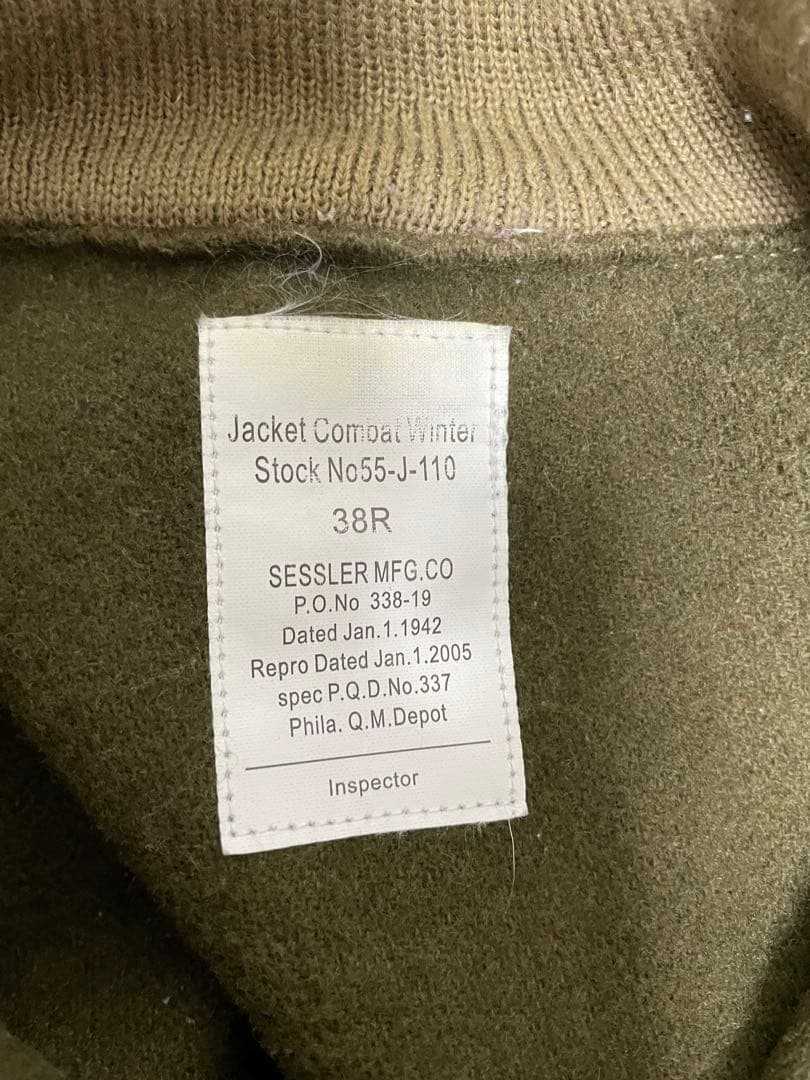 Jacket Combat Winter
Stock No55-J-110
38R
SESSLER MFG.CO
P.O.No 338-19
Dated Jan.1.1942
Repro Dated Jan.1.2005
spec P.Q.D.No.337
Phila. Q.M.Depot
Inspector